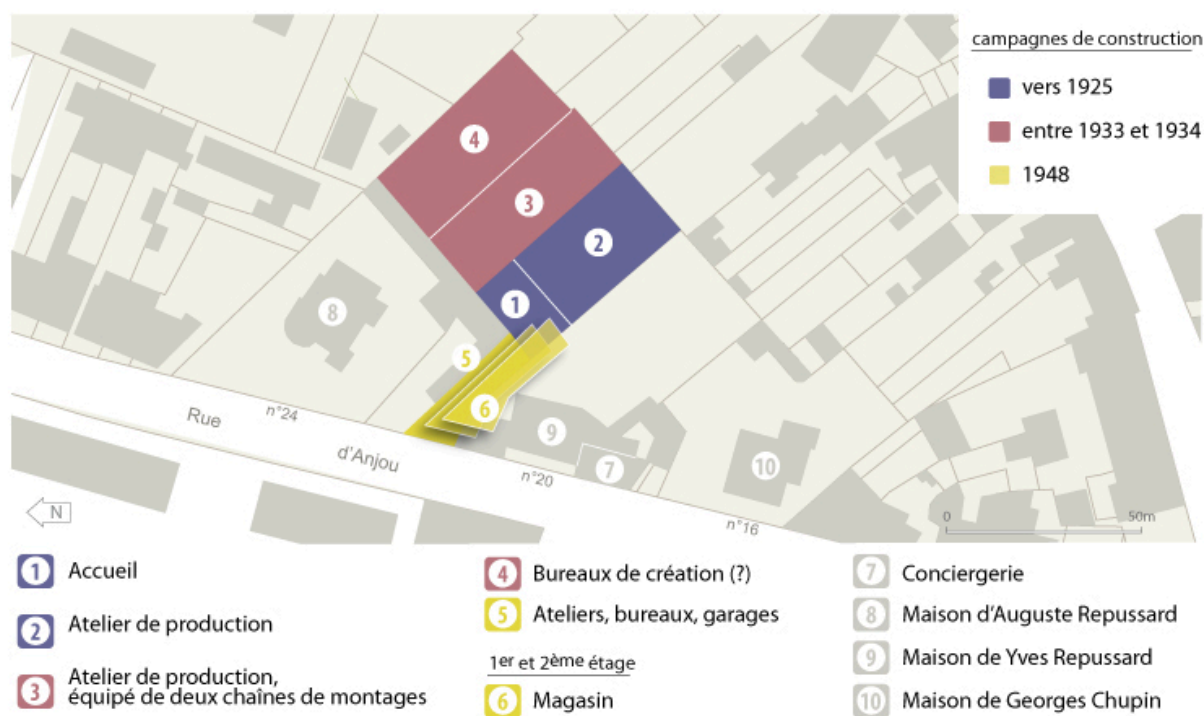 campagnes de construction
vers 1925
entre 1933 et 1934
1948
4
3
2
1
8
5
6
9
7
10
Rue
d'Anjou
n°24
n°20
n°16
N
0
50m
1 Accueil
2 Atelier de production
3 Atelier de production,
équipé de deux chaînes de montages
4 Bureaux de création (?)
5 Ateliers, bureaux, garages
1er et 2ème étage
6 Magasin
7 Conciergerie
8 Maison d'Auguste Repussard
9 Maison de Yves Repussard
10 Maison de Georges Chupin